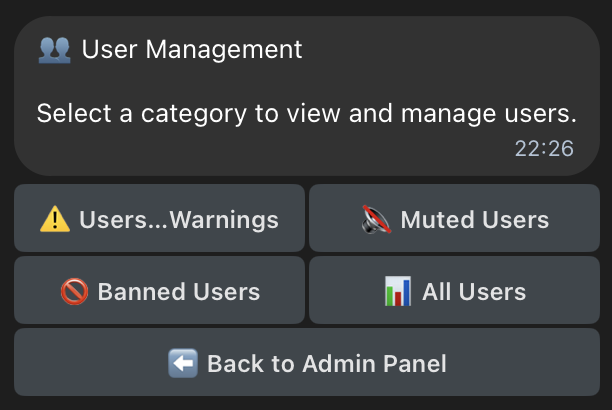 👥 User Management
Select a category to view and manage users.
22:26
⚠️ Users...Warnings
🔇 Muted Users
🚫 Banned Users
📊 All Users
⬅️ Back to Admin Panel